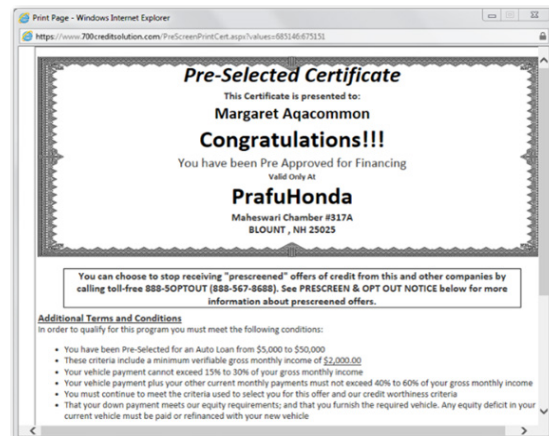 Print Page - Windows Internet Explorer
https://www.700creditsolution.com/PreScreenPrintCert.aspx?values=685146:675151
Pre-Selected Certificate
This Certificate is presented to:
Margaret Aqacommon
Congratulations!!!
You have been Pre Approved for Financing
Valid Only At
PrafuHonda
Maheswari Chamber #317A
BLOUNT , NH 25025
You can choose to stop receiving "prescreened" offers of credit from this and other companies by
calling toll-free 888-5OPTOUT (888-567-8688). See PRESCREEN & OPT OUT NOTICE below for more
information about prescreened offers.
Additional Terms and Conditions
In order to qualify for this program you must meet the following conditions:
• You have been Pre-Selected for an Auto Loan from $5,000 to $50,000
• These criteria include a minimum verifiable gross monthly income of $2,000.00
• Your vehicle payment cannot exceed 15% to 30% of your gross monthly income
• Your vehicle payment plus your other current monthly payments must not exceed 40% to 60% of your gross monthly income
• You must continue to meet the criteria used to select you for this offer and our credit worthiness criteria
• That your down payment meets our equity requirements; and that you furnish the required vehicle. Any equity deficit in your
current vehicle must be paid or refinanced with your new vehicle